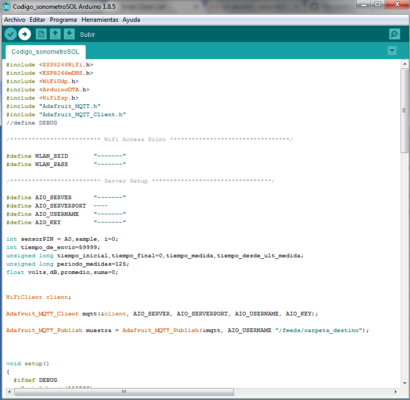 Codigo_sonometroSOL Arduino 1.8.5
Archivo Editar Programa Herramientas Ayuda
Subir
Codigo_sonometroSOL
#include <ESP8266WiFi.h>
#include <ESP8266mDNS.h>
#include <WiFiUdp.h>
#include <ArduinoOTA.h>
#include <WiFiEsp.h>
#include "Adafruit_MQTT.h"
#include "Adafruit_MQTT_Client.h"
//define DEBUG
/************************* WiFi Access Point *********************************/
#define WLAN_SSID "-------"
#define WLAN_PASS "-------"
/************************* Server Setup *********************************/
#define AIO_SERVER "-------"
#define AIO_SERVERPORT ----
#define AIO_USERNAME "-------"
#define AIO_KEY "-------"
int sensorPIN = A0,sample, i=0;
int tiempo_de_envio=59999;
unsigned long tiempo_inicial,tiempo_final=0,tiempo_medida,tiempo_desde_ult_medida;
unsigned long periodo_medidas=125;
float volts,dB,promedio,suma=0;
WiFiClient client;
Adafruit_MQTT_Client mqtt(&client, AIO_SERVER, AIO_SERVERPORT, AIO_USERNAME, AIO_KEY);
Adafruit_MQTT_Publish muestra = Adafruit_MQTT_Publish(&mqtt, AIO_USERNAME "/feeds/carpeta_destino");
void setup()
{
#ifdef DEBUG